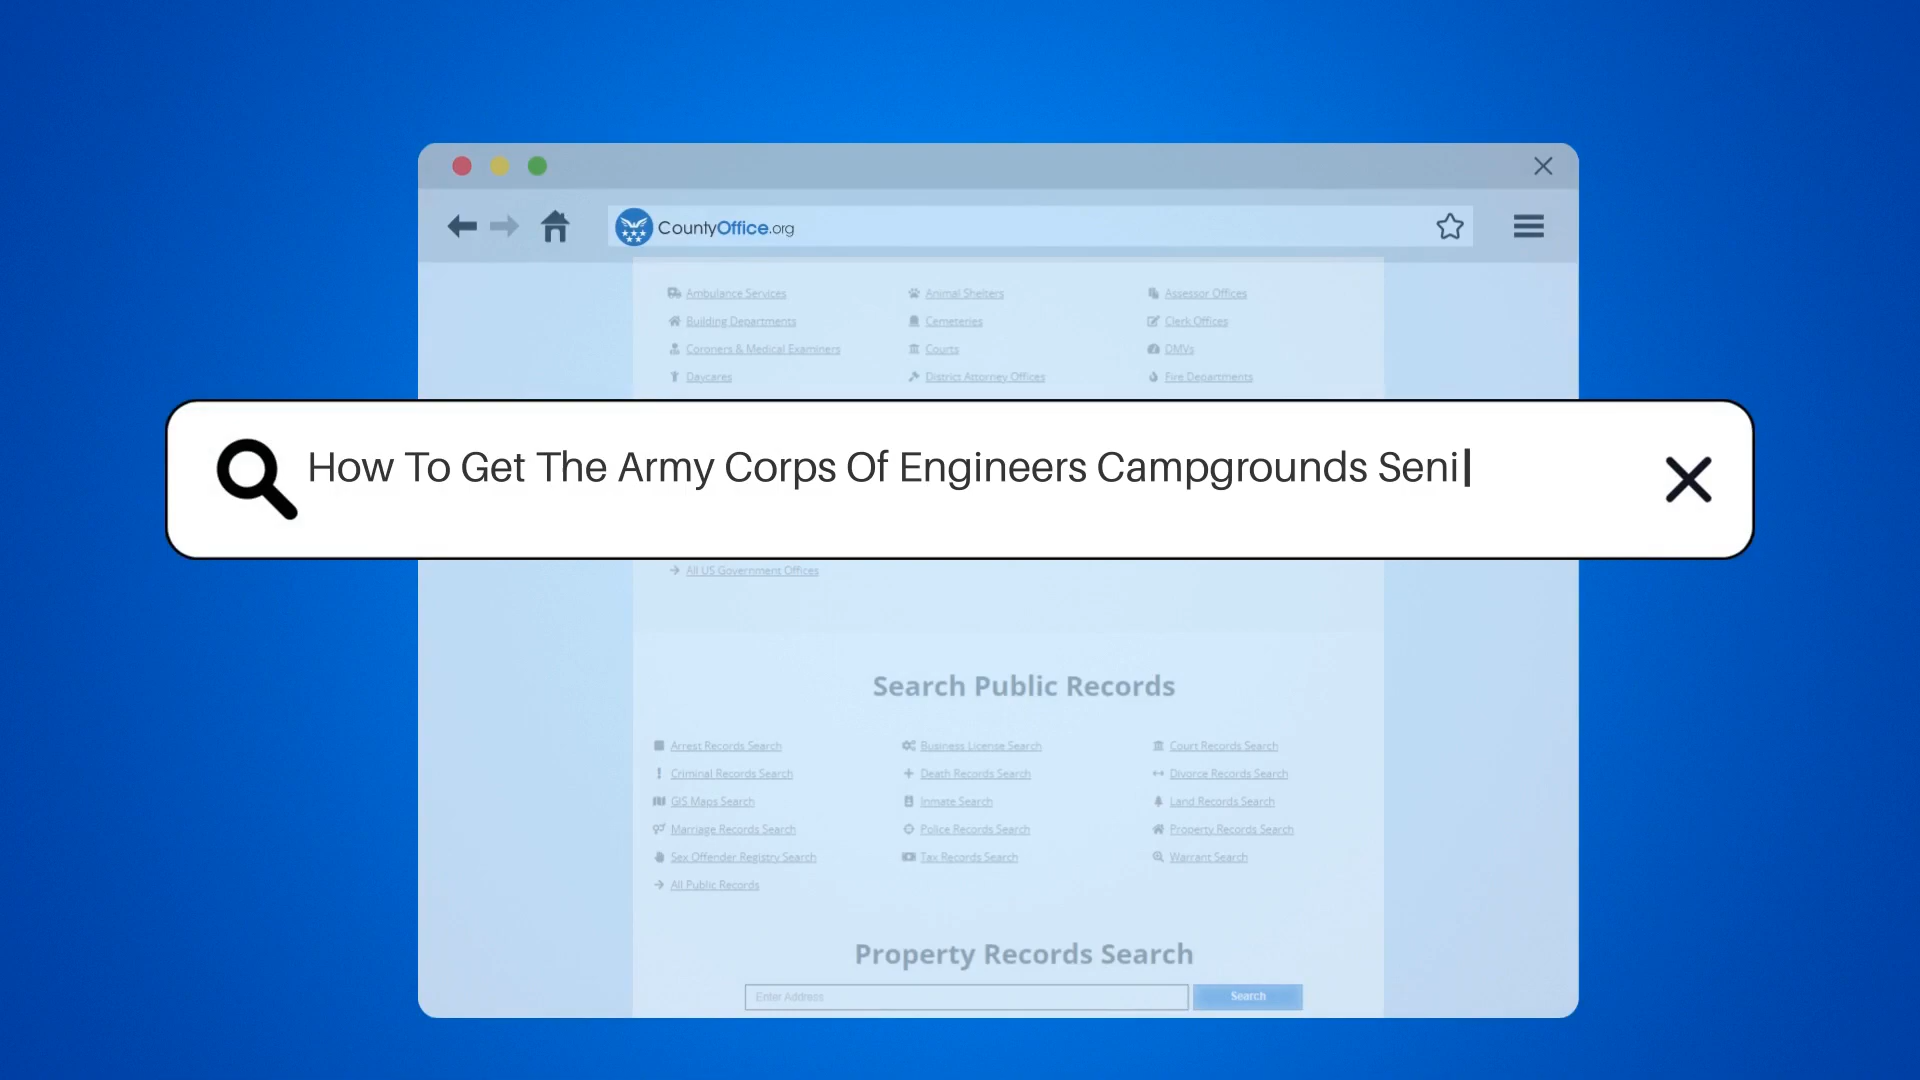 CountyOffice.org
Ambulance Services Animal Shelters Assessor Offices
Building Departments Cemeteries Clerk Offices
Coroners & Medical Examiners Courts DMVs
Daycares District Attorney Offices Fire Departments
How To Get The Army Corps Of Engineers Campgrounds Seni
All US Government Offices
Search Public Records
Arrest Records Search Business License Search Court Records Search
Criminal Records Search Death Records Search Divorce Records Search
GIS Maps Search Inmate Search Land Records Search
Marriage Records Search Police Records Search Property Records Search
Sex Offender Registry Search Tax Records Search Warrant Search
All Public Records
Property Records Search
Enter Address Search